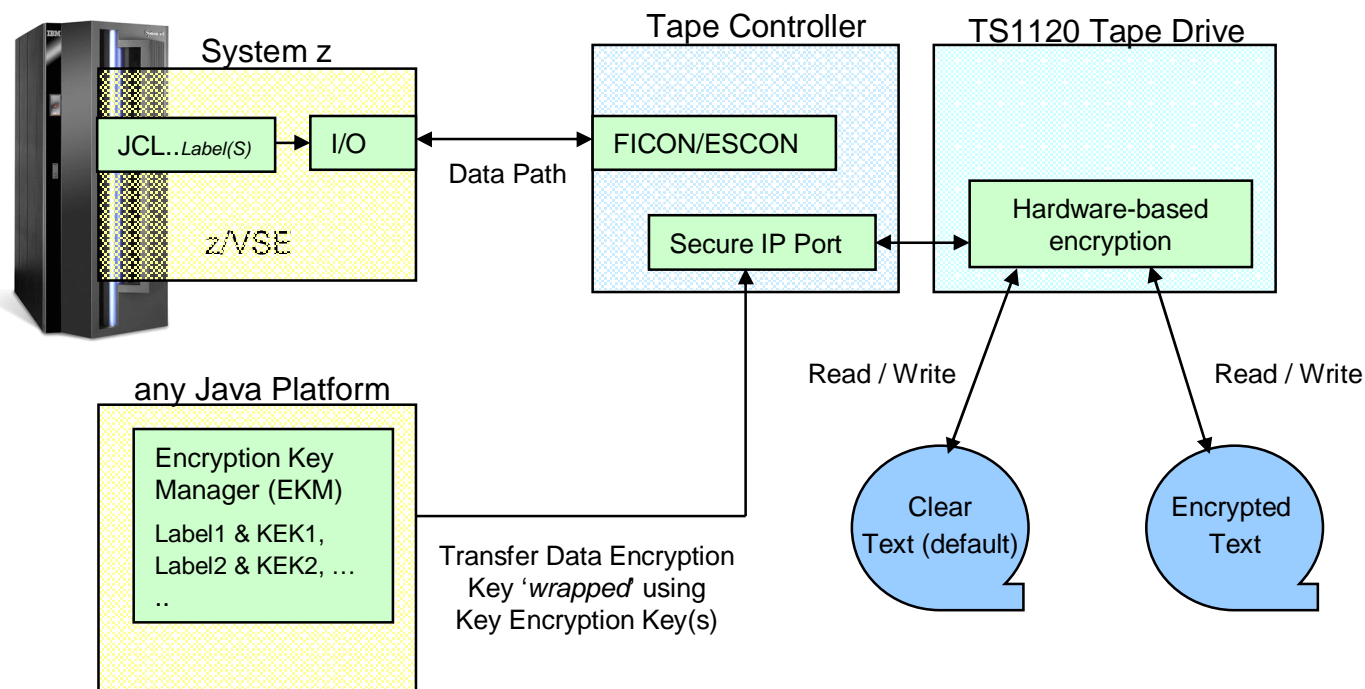 Tape Controller
TS1120 Tape Drive
System z
IBM
JCL..Label(S)
I/O
FICON/ESCON
Data Path
Hardware-based
encryption
z/VSE
Secure IP Port
Read / Write
Read / Write
any Java Platform
Encryption Key
Manager (EKM)
Label1 & KEK1,
Label2 & KEK2, …
..
Clear
Text (default)
Encrypted
Text
Transfer Data Encryption
Key ‘wrapped’ using
Key Encryption Key(s)